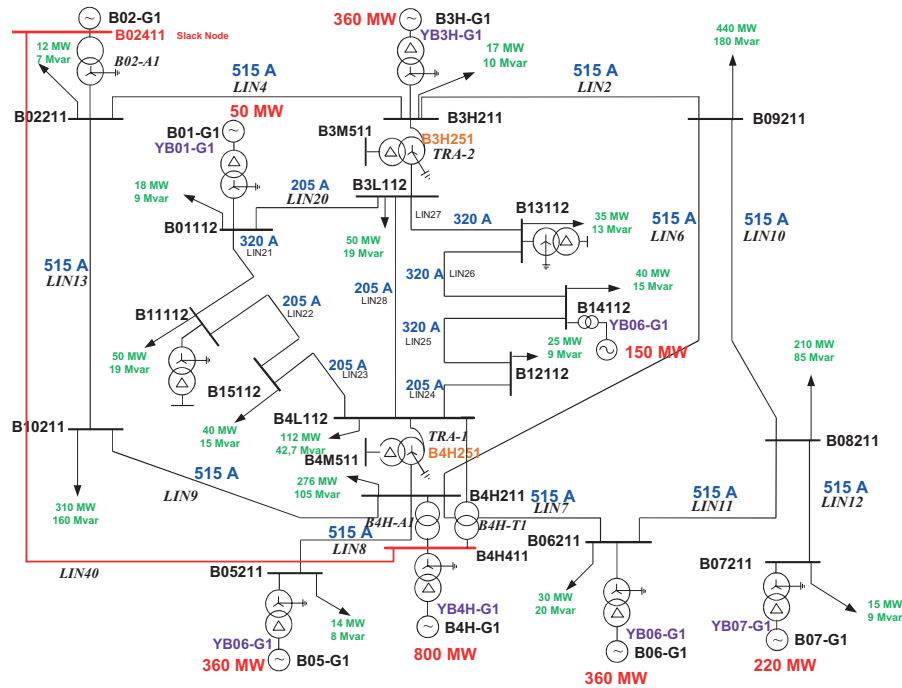 B02-G1
B02411 Slack Node
12 MW
7 Mvar
B02-A1
360 MW
B3H-G1
YB3H-G1
17 MW
10 Mvar
440 MW
180 Mvar
515 A
LIN4
515 A
LIN2
B02211
B3H211
B09211
50 MW
B01-G1
YB01-G1
B3M511
B3H251
TRA-2
18 MW
9 Mvar
205 A
LIN20
B3L112
B01112
LIN27
320 A
LIN21
50 MW
19 Mvar
320 A
B13112
35 MW
13 Mvar
515 A
LIN6
515 A
LIN10
515 A
LIN13
320 A
LIN26
40 MW
15 Mvar
B11112
205 A
LIN22
205 A
LIN28
B14112
YB06-G1
150 MW
320 A
LIN25
25 MW
9 Mvar
B12112
50 MW
19 Mvar
B15112
205 A
LIN23
205 A
LIN24
210 MW
85 Mvar
40 MW
15 Mvar
B4L112
112 MW
42,7 Mvar
TRA-1
B4H251
B4M511
B10211
B08211
276 MW
105 Mvar
515 A
LIN9
310 MW
160 Mvar
B4H211
B4H-A1
B4H-T1
515 A
LIN7
515 A
LIN11
515 A
LIN12
515 A
LIN8
B4H411
B06211
B07211
LIN40
B05211
30 MW
20 Mvar
14 MW
8 Mvar
YB4H-G1
B4H-G1
800 MW
YB06-G1
B05-G1
360 MW
YB06-G1
B06-G1
360 MW
YB07-G1
B07-G1
220 MW
15 MW
9 Mvar